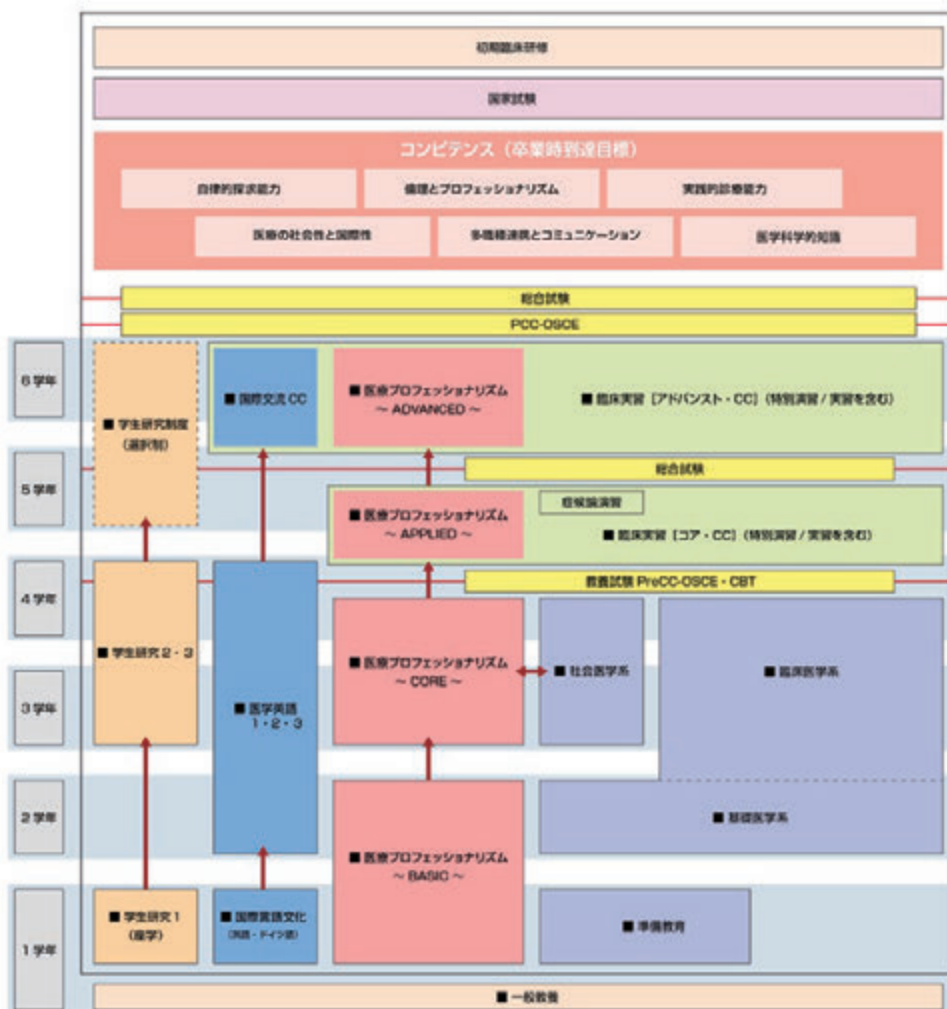 初期臨床研修
国家試験
コンピテンス（卒業時到達目標）
自律的探求能力
倫理とプロフェッショナリズム
実践的診療能力
医療の社会性と国際性
多職種連携とコミュニケーション
医学科学的知識
総合試験
PCC-OSCE
6学年
■ 国際交流 CC
■ 医療プロフェッショナリズム
～ ADVANCED ～
■ 臨床実習［アドバンスト・CC］（特別演習 / 実習を含む）
■ 学生研究制度
（選択制）
総合試験
5学年
■ 医療プロフェッショナリズム
～ APPLIED ～
症候論演習
■ 臨床実習［コア・CC］（特別演習 / 実習を含む）
4学年
教養試験 PreCC-OSCE・CBT
■ 学生研究 2・3
■ 医療プロフェッショナリズム
～ CORE ～
■ 社会医学系
■ 臨床医学系
3学年
■ 医学英語
1・2・3
2学年
■ 基礎医学系
■ 医療プロフェッショナリズム
～ BASIC ～
1学年
■ 学生研究 1
（座学）
■ 国際言語文化
（英語・ドイツ語）
■ 準備教育
■ 一般教養